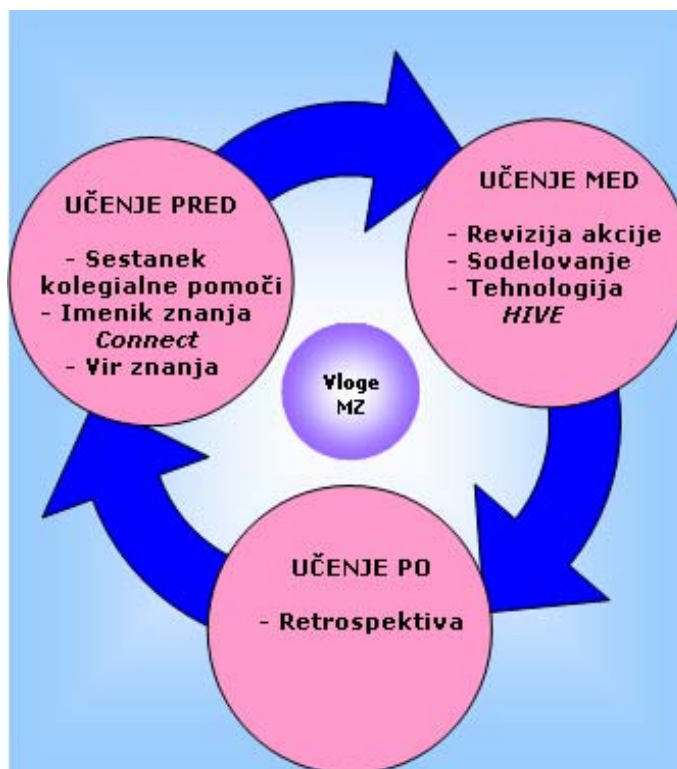 UČENJE PRED
- Sestanek
kolegialne pomoči
- Imenik znanja
Connect
- Vir znanja
UČENJE MED
- Revizija akcije
- Sodelovanje
- Tehnologija
HIVE
Vloge
MZ
UČENJE PO
- Retrospektiva